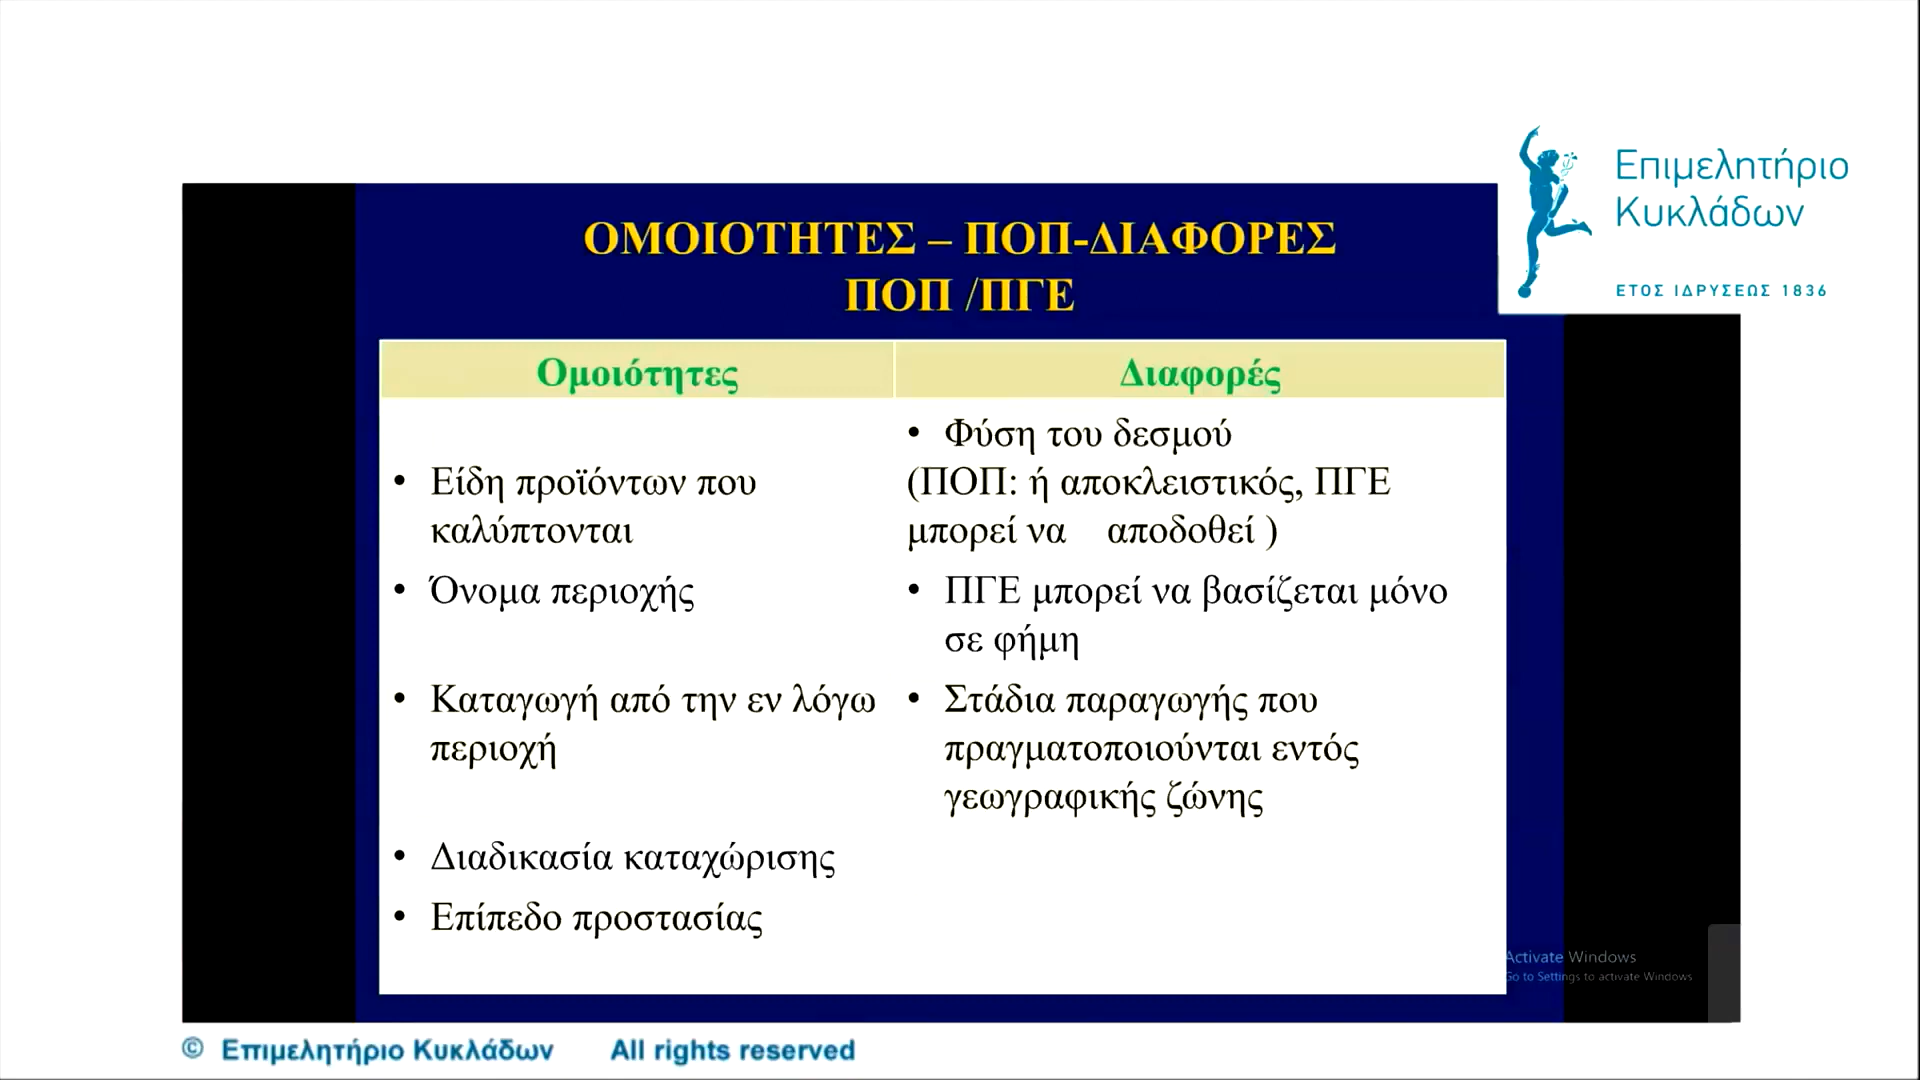 Επιμελητήριο
Κυκλάδων
ΕΤΟΣ ΙΔΡΥΣΕΩΣ 1836
ΟΜΟΙΟΤΗΤΕΣ – ΠΟΠ-ΔΙΑΦΟΡΕΣ
ΠΟΠ /ΠΓΕ
Ομοιότητες
• Είδη προϊόντων που
καλύπτονται
• Όνομα περιοχής
• Καταγωγή από την εν λόγω
περιοχή
• Διαδικασία καταχώρισης
• Επίπεδο προστασίας
Διαφορές
• Φύση του δεσμού
(ΠΟΠ: ή αποκλειστικός, ΠΓΕ
μπορεί να αποδοθεί )
• ΠΓΕ μπορεί να βασίζεται μόνο
σε φήμη
• Στάδια παραγωγής που
πραγματοποιούνται εντός
γεωγραφικής ζώνης
Activate Windows
Go to Settings to activate Windows
© Επιμελητήριο Κυκλάδων All rights reserved